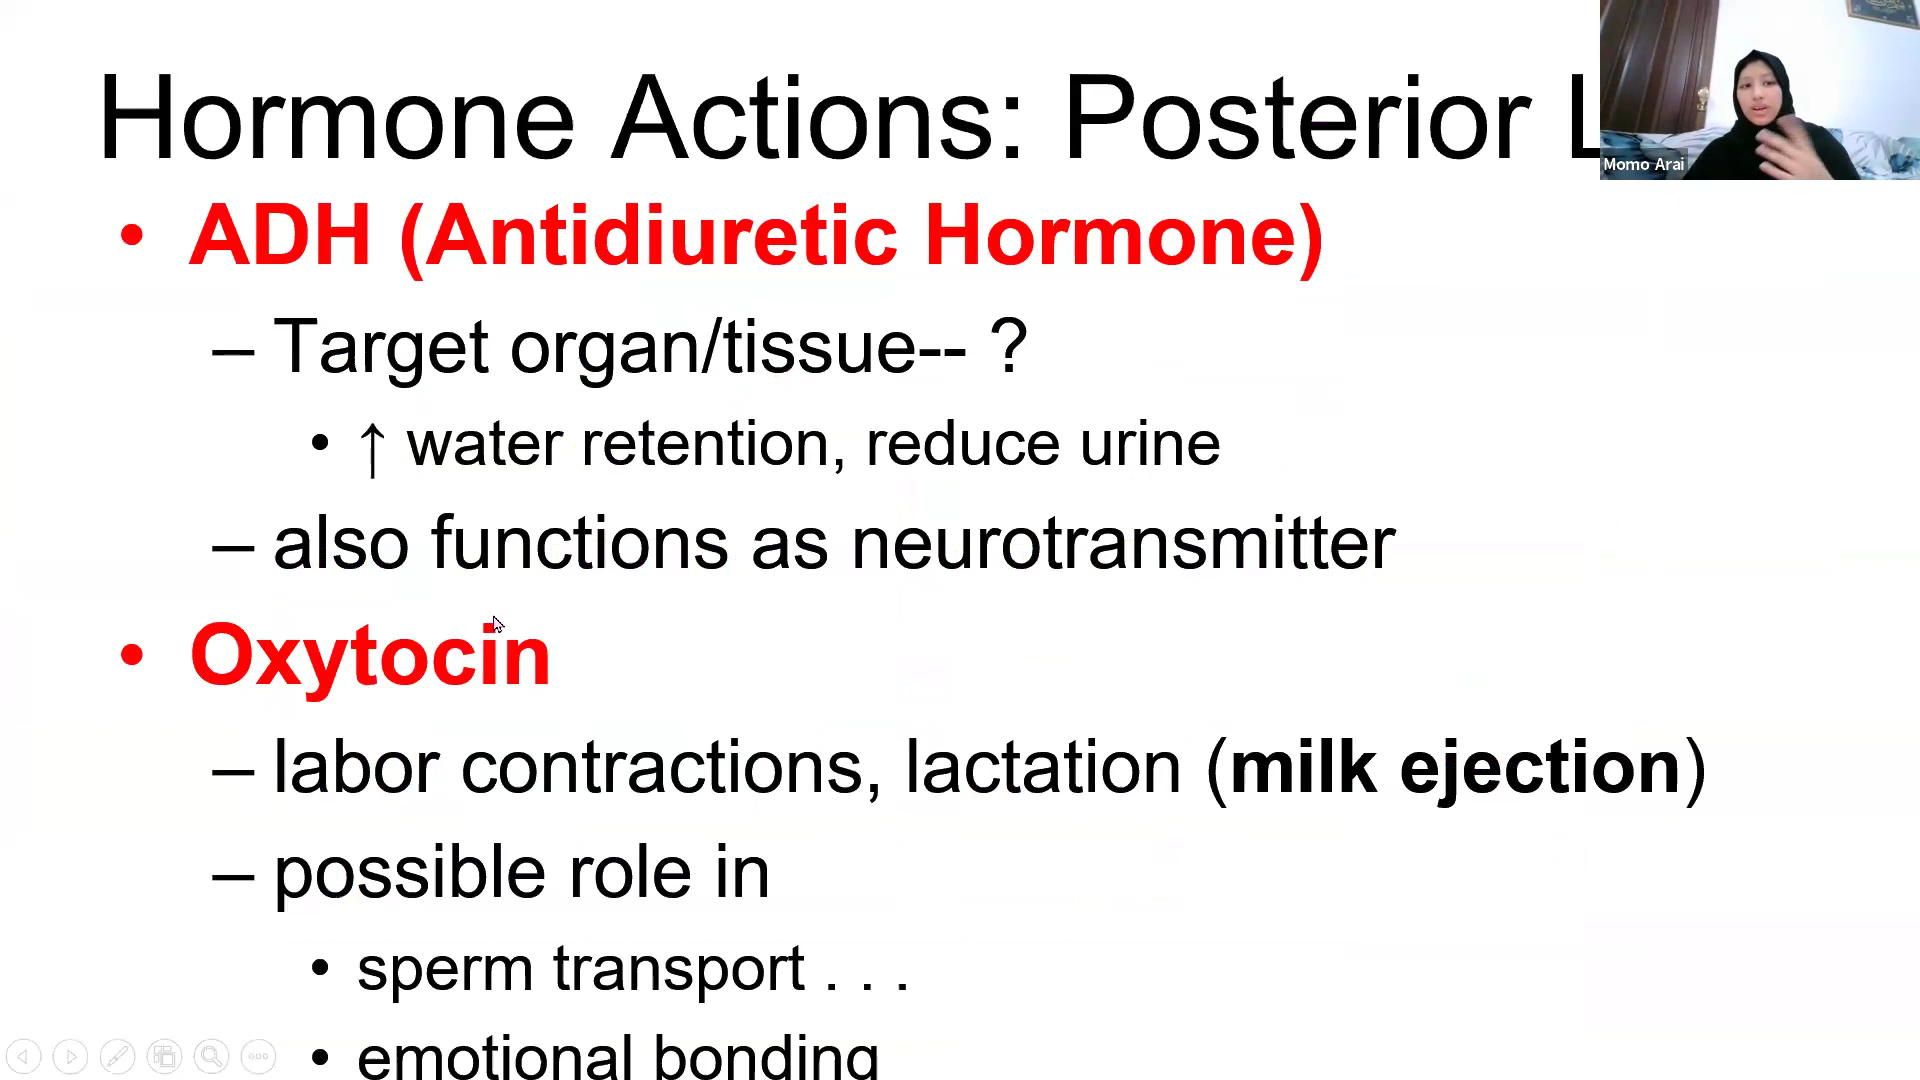 Hormone Actions: Posterior L
Momo Arai
• ADH (Antidiuretic Hormone)
– Target organ/tissue-- ?
• ↑ water retention, reduce urine
– also functions as neurotransmitter
• Oxytocin
– labor contractions, lactation (milk ejection)
– possible role in
• sperm transport . . .
• emotional bonding